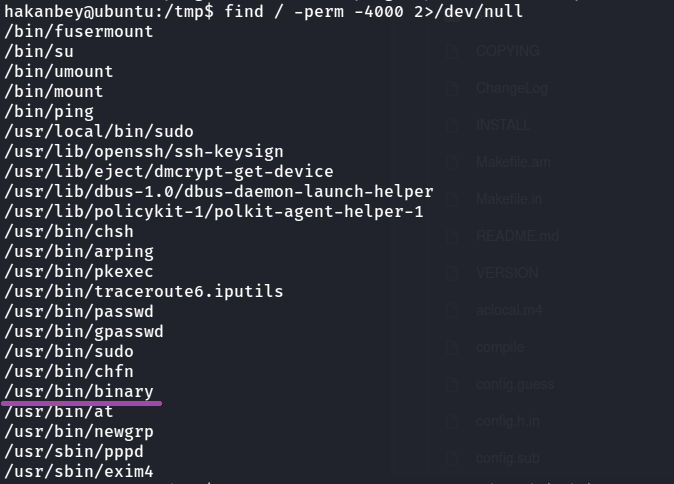 hakanbey@ubuntu:/tmp$ find / -perm -4000 2>/dev/null
/bin/fusermount
/bin/su
/bin/umount
/bin/mount
/bin/ping
/usr/local/bin/sudo
/usr/lib/openssh/ssh-keysign
/usr/lib/eject/dmcrypt-get-device
/usr/lib/dbus-1.0/dbus-daemon-launch-helper
/usr/lib/policykit-1/polkit-agent-helper-1
/usr/bin/chsh
/usr/bin/arping
/usr/bin/pkexec
/usr/bin/traceroute6.iputils
/usr/bin/passwd
/usr/bin/gpasswd
/usr/bin/sudo
/usr/bin/chfn
/usr/bin/binary
/usr/bin/at
/usr/bin/newgrp
/usr/sbin/pppd
/usr/sbin/exim4
COPYING
ChangeLog
INSTALL
Makefile.am
Makefile.in
README.md
VERSION
aclocal.m4
compile
config.guess
config.h.in
config.sub